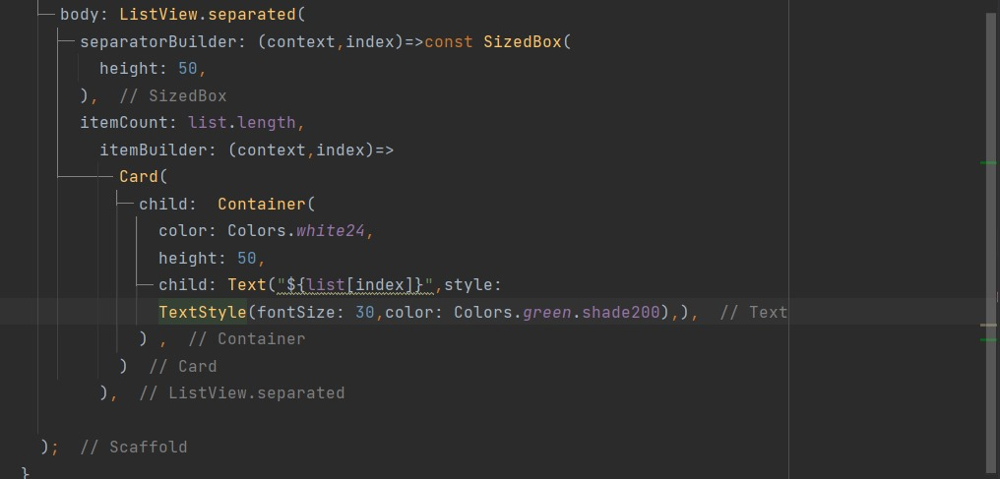 body: ListView.separated(
separatorBuilder: (context,index)=>const SizedBox(
height: 50,
), // SizedBox
itemCount: list.length,
itemBuilder: (context,index)=>
Card(
child:  Container(
color: Colors.white24,
height: 50,
child: Text("${list[index]}",style:
TextStyle(fontSize: 30,color: Colors.green.shade200),), // Text
) , // Container
) // Card
), // ListView.separated
); // Scaffold
}